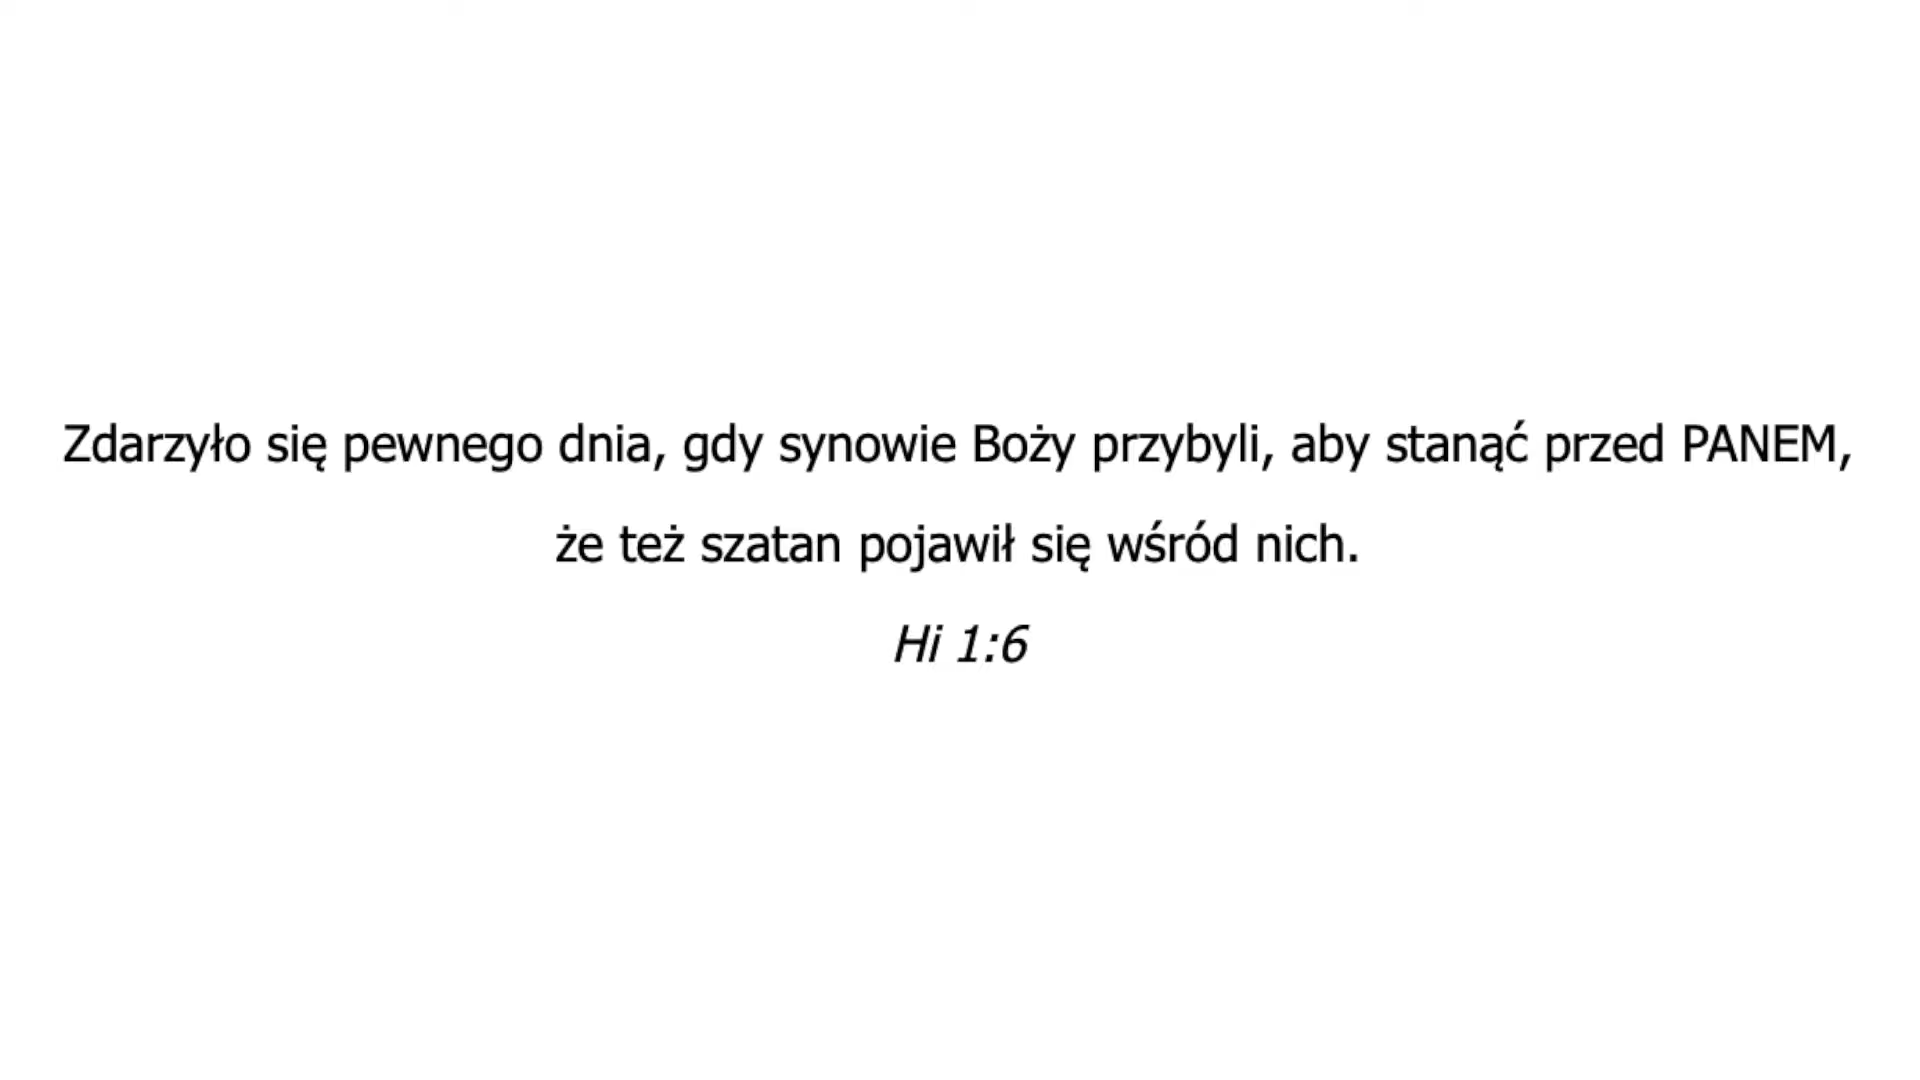 Zdarzyło się pewnego dnia, gdy synowie Boży przybyli, aby stanąć przed PANEM,
że też szatan pojawił się wśród nich.
Hi 1:6